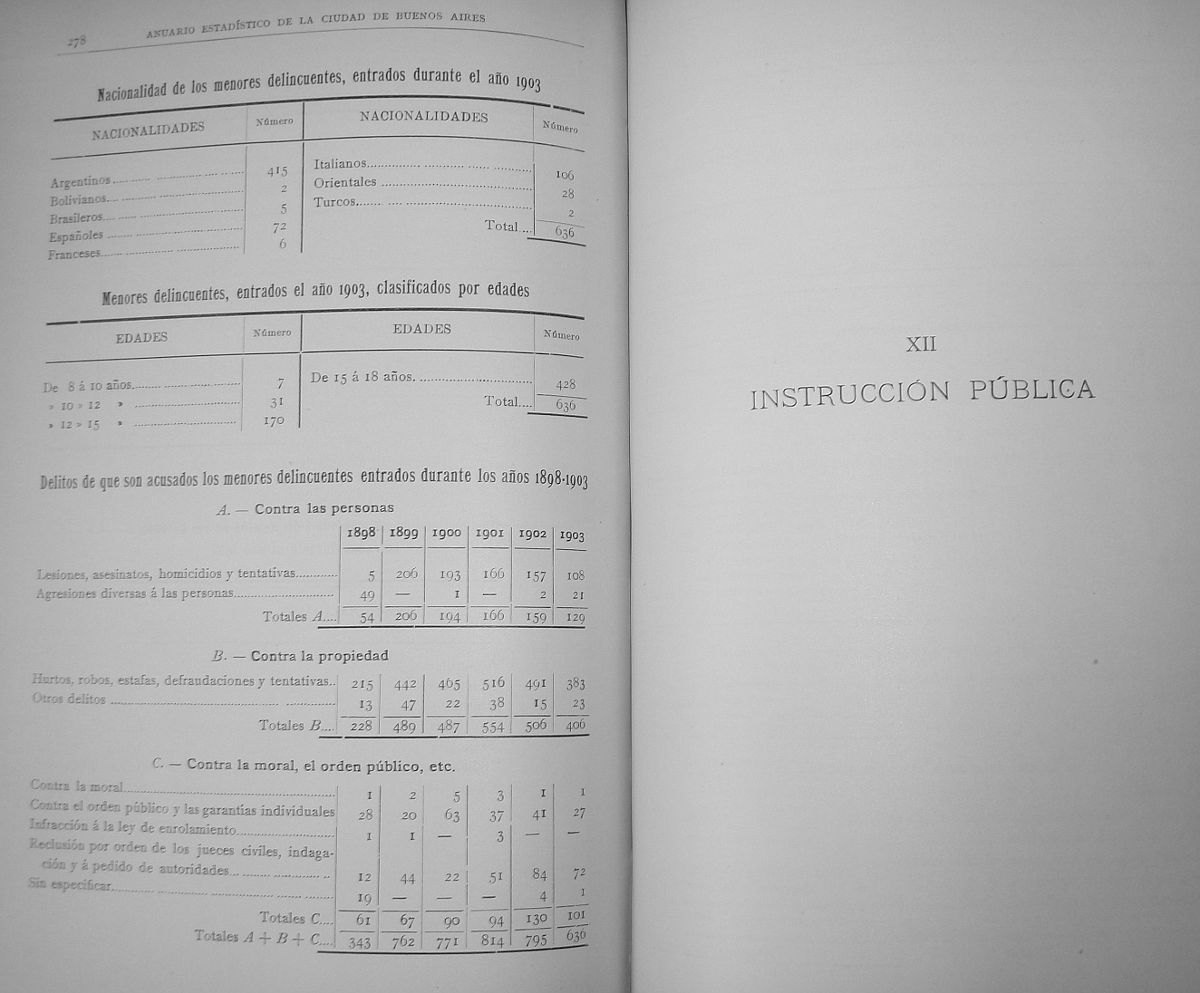 278 ANUARIO ESTADÍSTICO DE LA CIUDAD DE BUENOS AIRES
Nacionalidad de los menores delincuentes, entrados durante el año 1903
NACIONALIDADES Número NACIONALIDADES Número
Argentinos 415 Italianos 106
Bolivianos 2 Orientales 28
Brasileros 5 Turcos 2
Españoles 72 Total 636
Franceses 6
Menores delincuentes, entrados el año 1903, clasificados por edades
EDADES Número EDADES Número
De 8 á 10 años 7 De 15 á 18 años 428
» 10 » 12 » 31 Total 636
» 12 » 15 » 170
Delitos de que son acusados los menores delincuentes entrados durante los años 1898-1903
A. — Contra las personas
1898 1899 1900 1901 1902 1903
Lesiones, asesinatos, homicidios y tentativas 5 206 193 166 157 108
Agresiones diversas á las personas 49 — 1 — 2 21
Totales A 54 206 194 166 159 129
B. — Contra la propiedad
Hurtos, robos, estafas, defraudaciones y tentativas 215 442 465 516 491 383
Otros delitos 13 47 22 38 15 23
Totales B 228 489 487 554 506 406
C. — Contra la moral, el orden público, etc.
Contra la moral 1 2 5 3 1 1
Contra el orden público y las garantías individuales 28 20 63 37 41 27
Infracción á la ley de enrolamiento 1 1 — 3 — —
Reclusión por orden de los jueces civiles, indaga-
ción y á pedido de autoridades 12 44 22 51 84 72
Sin especificar 19 — — — 4 1
Totales C 61 67 90 94 130 101
Totales A + B + C 343 762 771 814 795 636
XII
INSTRUCCIÓN PÚBLICA